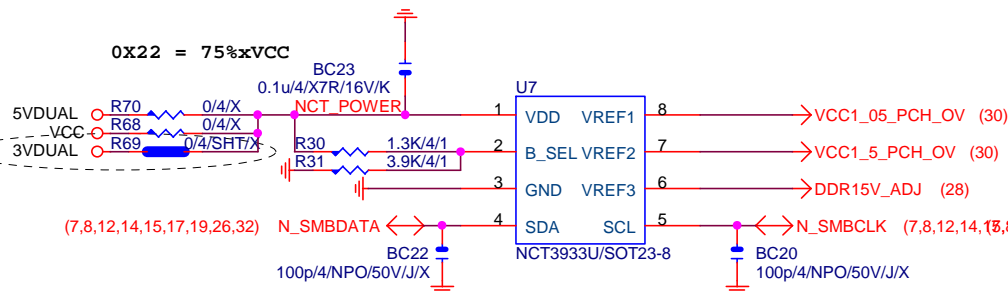 0X22 = 75%xVCC
BC23
0.1u/4/X7R/16V/K
U7
5VDUAL R70 0/4/X NCT_POWER 1 VDD VREF1 8 VCC1_05_PCH_OV (30)
VCC R68 0/4/X
3VDUAL R69 0/4/SHT/X R30 1.3K/4/1 2 B_SEL VREF2 7 VCC1_5_PCH_OV (30)
R31 3.9K/4/1
3 GND VREF3 6 DDR15V_ADJ (28)
(7,8,12,14,15,17,19,26,32) N_SMBDATA 4 SDA SCL 5 N_SMBCLK (7,8,12,14,
BC22 NCT3933U/SOT23-8 BC20
100p/4/NPO/50V/J/X 100p/4/NPO/50V/J/X